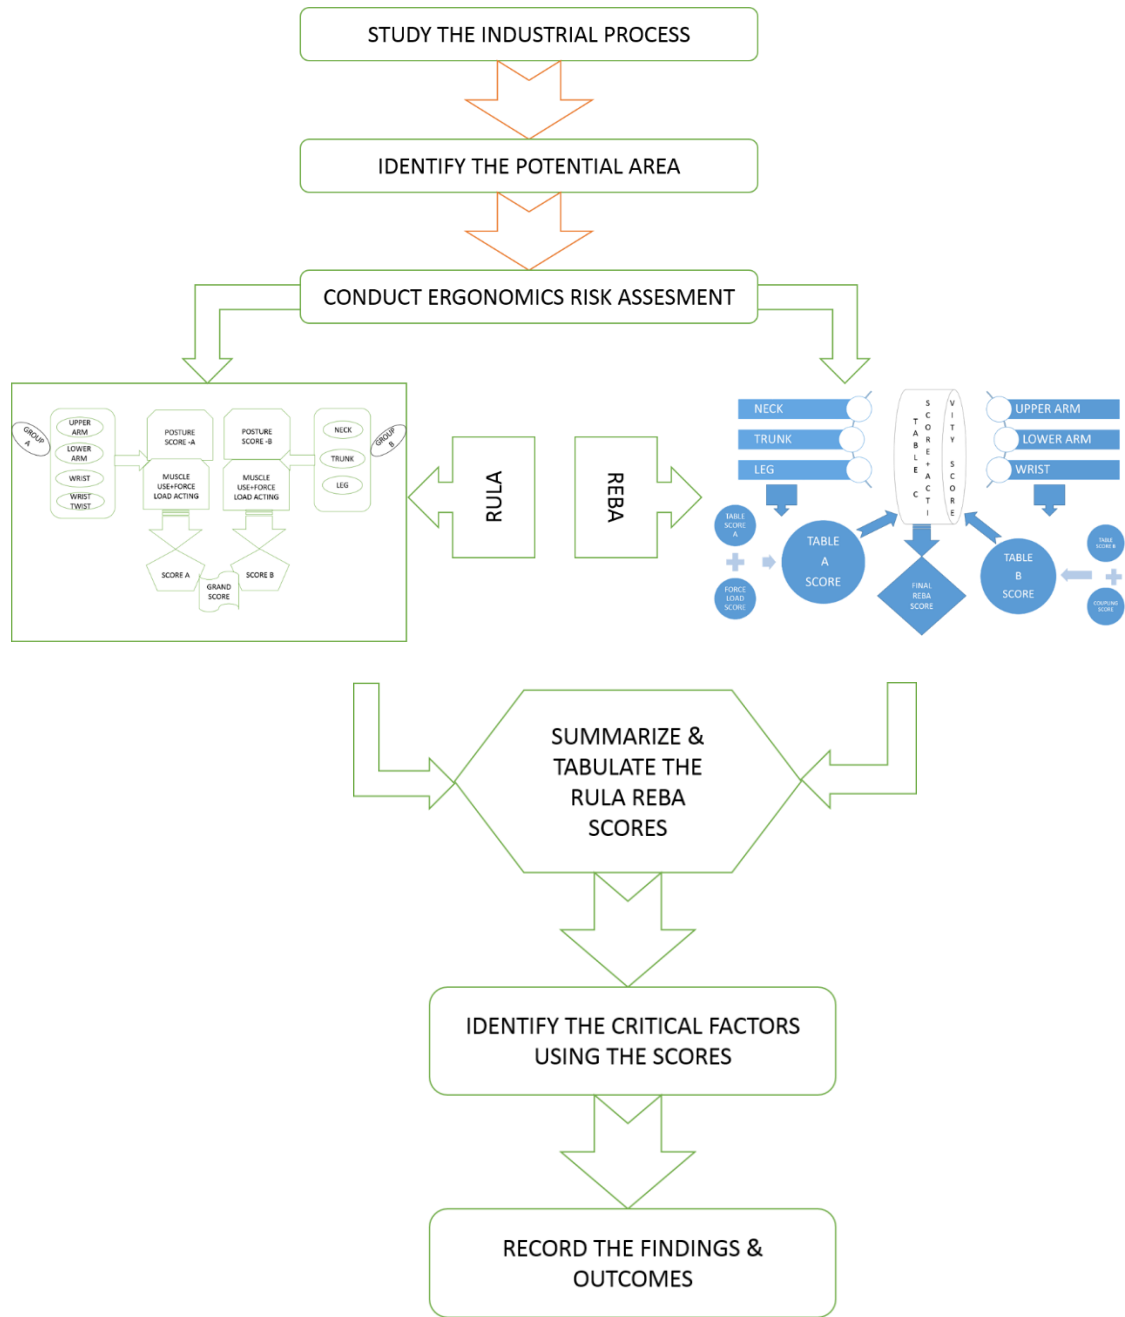 STUDY THE INDUSTRIAL PROCESS
IDENTIFY THE POTENTIAL AREA
CONDUCT ERGONOMICS RISK ASSESMENT
GROUP
A
UPPER
ARM
LOWER
ARM
WRIST
WRIST
TWIST
POSTURE
SCORE -A
MUSCLE
USE+FORCE
LOAD ACTING
SCORE A
POSTURE
SCORE -B
MUSCLE
USE+FORCE
LOAD ACTING
SCORE B
GRAND
SCORE
NECK
TRUNK
LEG
GROUP
B
RULA
REBA
NECK
TRUNK
LEG
TABLE
SCORE
A
FORCE
LOAD
SCORE
TABLE
A
SCORE
TABLE C
SCORE+ACTI
VITY SCORE
FINAL
REBA
SCORE
UPPER ARM
LOWER ARM
WRIST
TABLE
B
SCORE
TABLE
SCORE B
COUPLING
SCORE
SUMMARIZE &
TABULATE THE
RULA REBA
SCORES
IDENTIFY THE CRITICAL FACTORS
USING THE SCORES
RECORD THE FINDINGS &
OUTCOMES